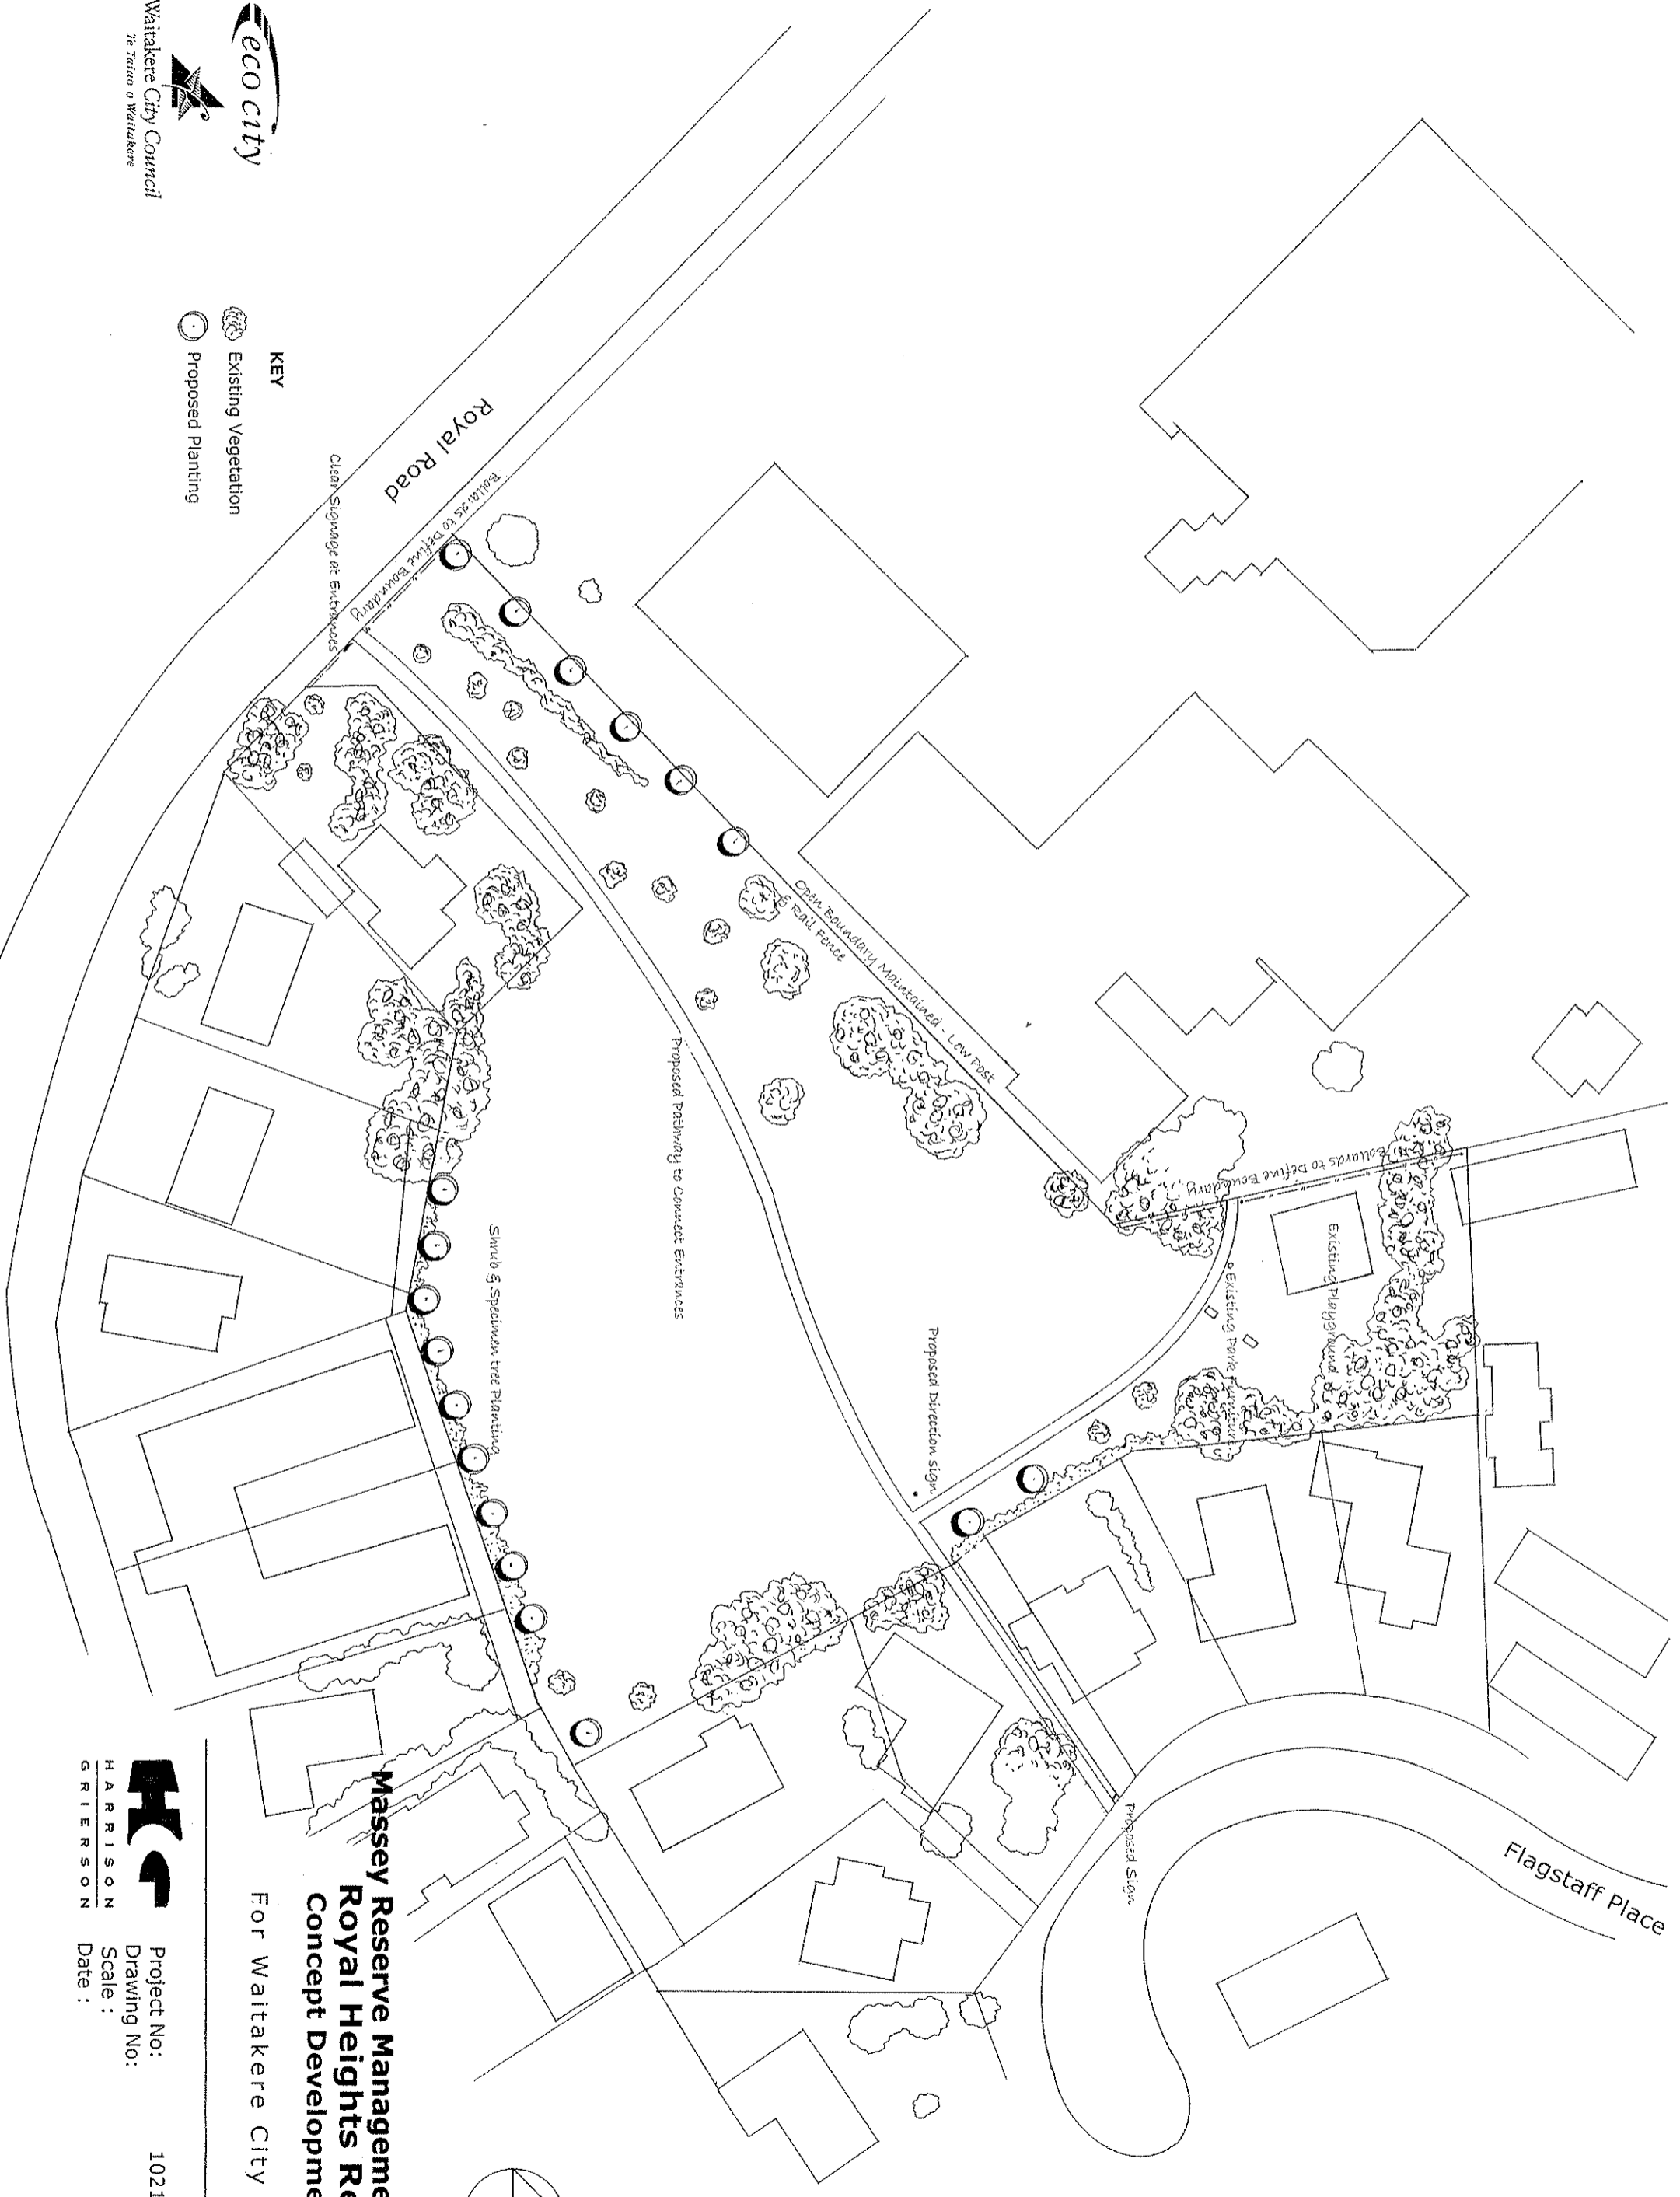 eco city
Waitakere City Council
Te Taiao o Waitakere
KEY
Existing Vegetation
Proposed Planting
Royal Road
Clear Signage at Entrances
Bollards to Define Boundary
Open Boundary Maintained - Low Post
& Rail Fence
Proposed Pathway to Connect Entrances
Shrub & Specimen tree Planting
Bollards to Define Boundary
Existing Playground
Existing Park Furniture
Proposed Direction sign
Proposed Sign
Flagstaff Place
Massey Reserve Manageme
Royal Heights Re
Concept Developme
For Waitakere City
HARRISON
GRIERSON
Project No: 1021
Drawing No:
Scale :
Date :